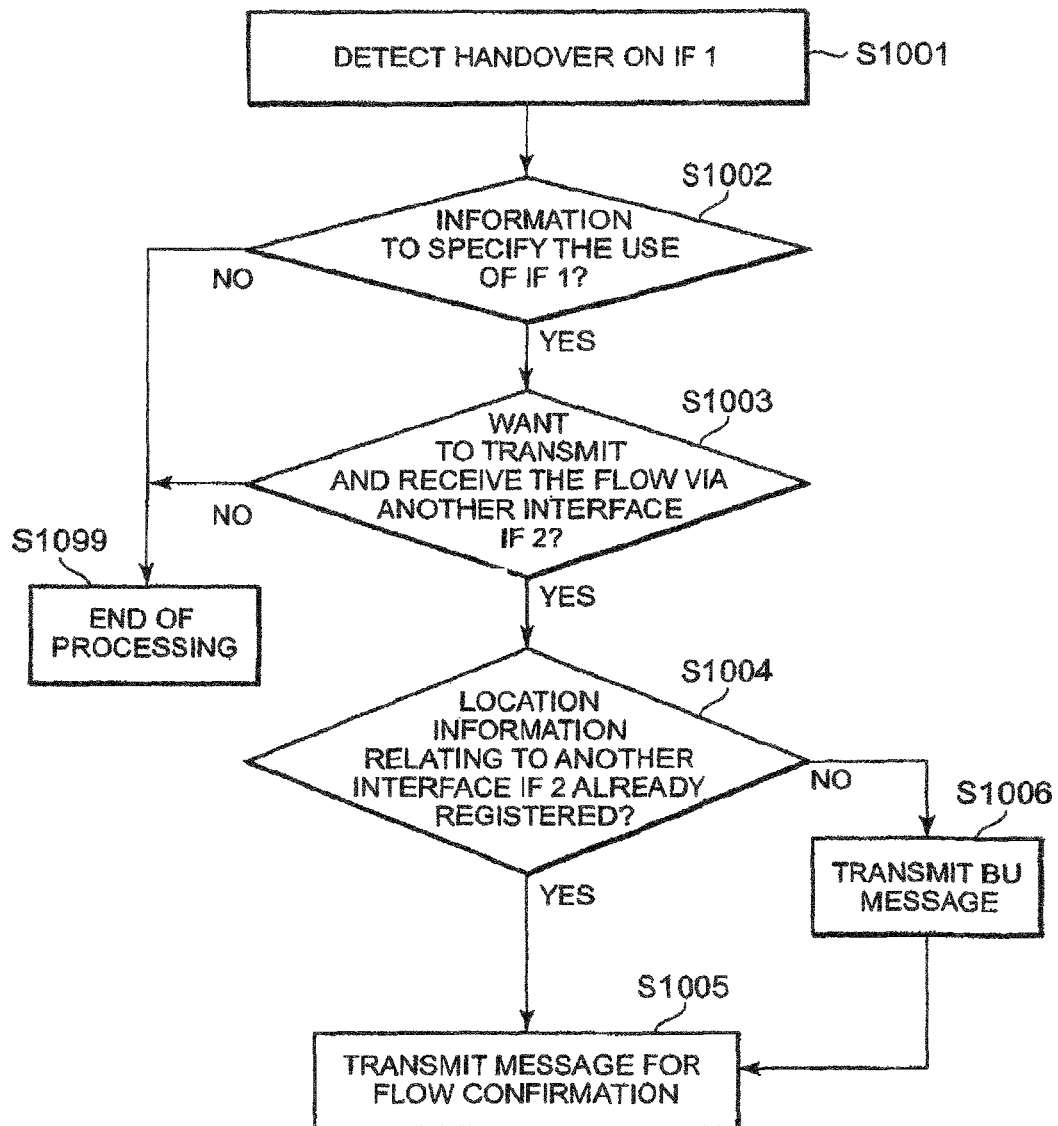 DETECT HANDOVER ON IF 1
S1001
S1002
INFORMATION
TO SPECIFY THE USE
OF IF 1?
NO
YES
S1003
WANT
TO TRANSMIT
AND RECEIVE THE FLOW VIA
ANOTHER INTERFACE
IF 2?
NO
YES
S1099
END OF
PROCESSING
S1004
LOCATION
INFORMATION
RELATING TO ANOTHER
INTERFACE IF 2 ALREADY
REGISTERED?
NO
YES
S1006
TRANSMIT BU
MESSAGE
S1005
TRANSMIT MESSAGE FOR
FLOW CONFIRMATION